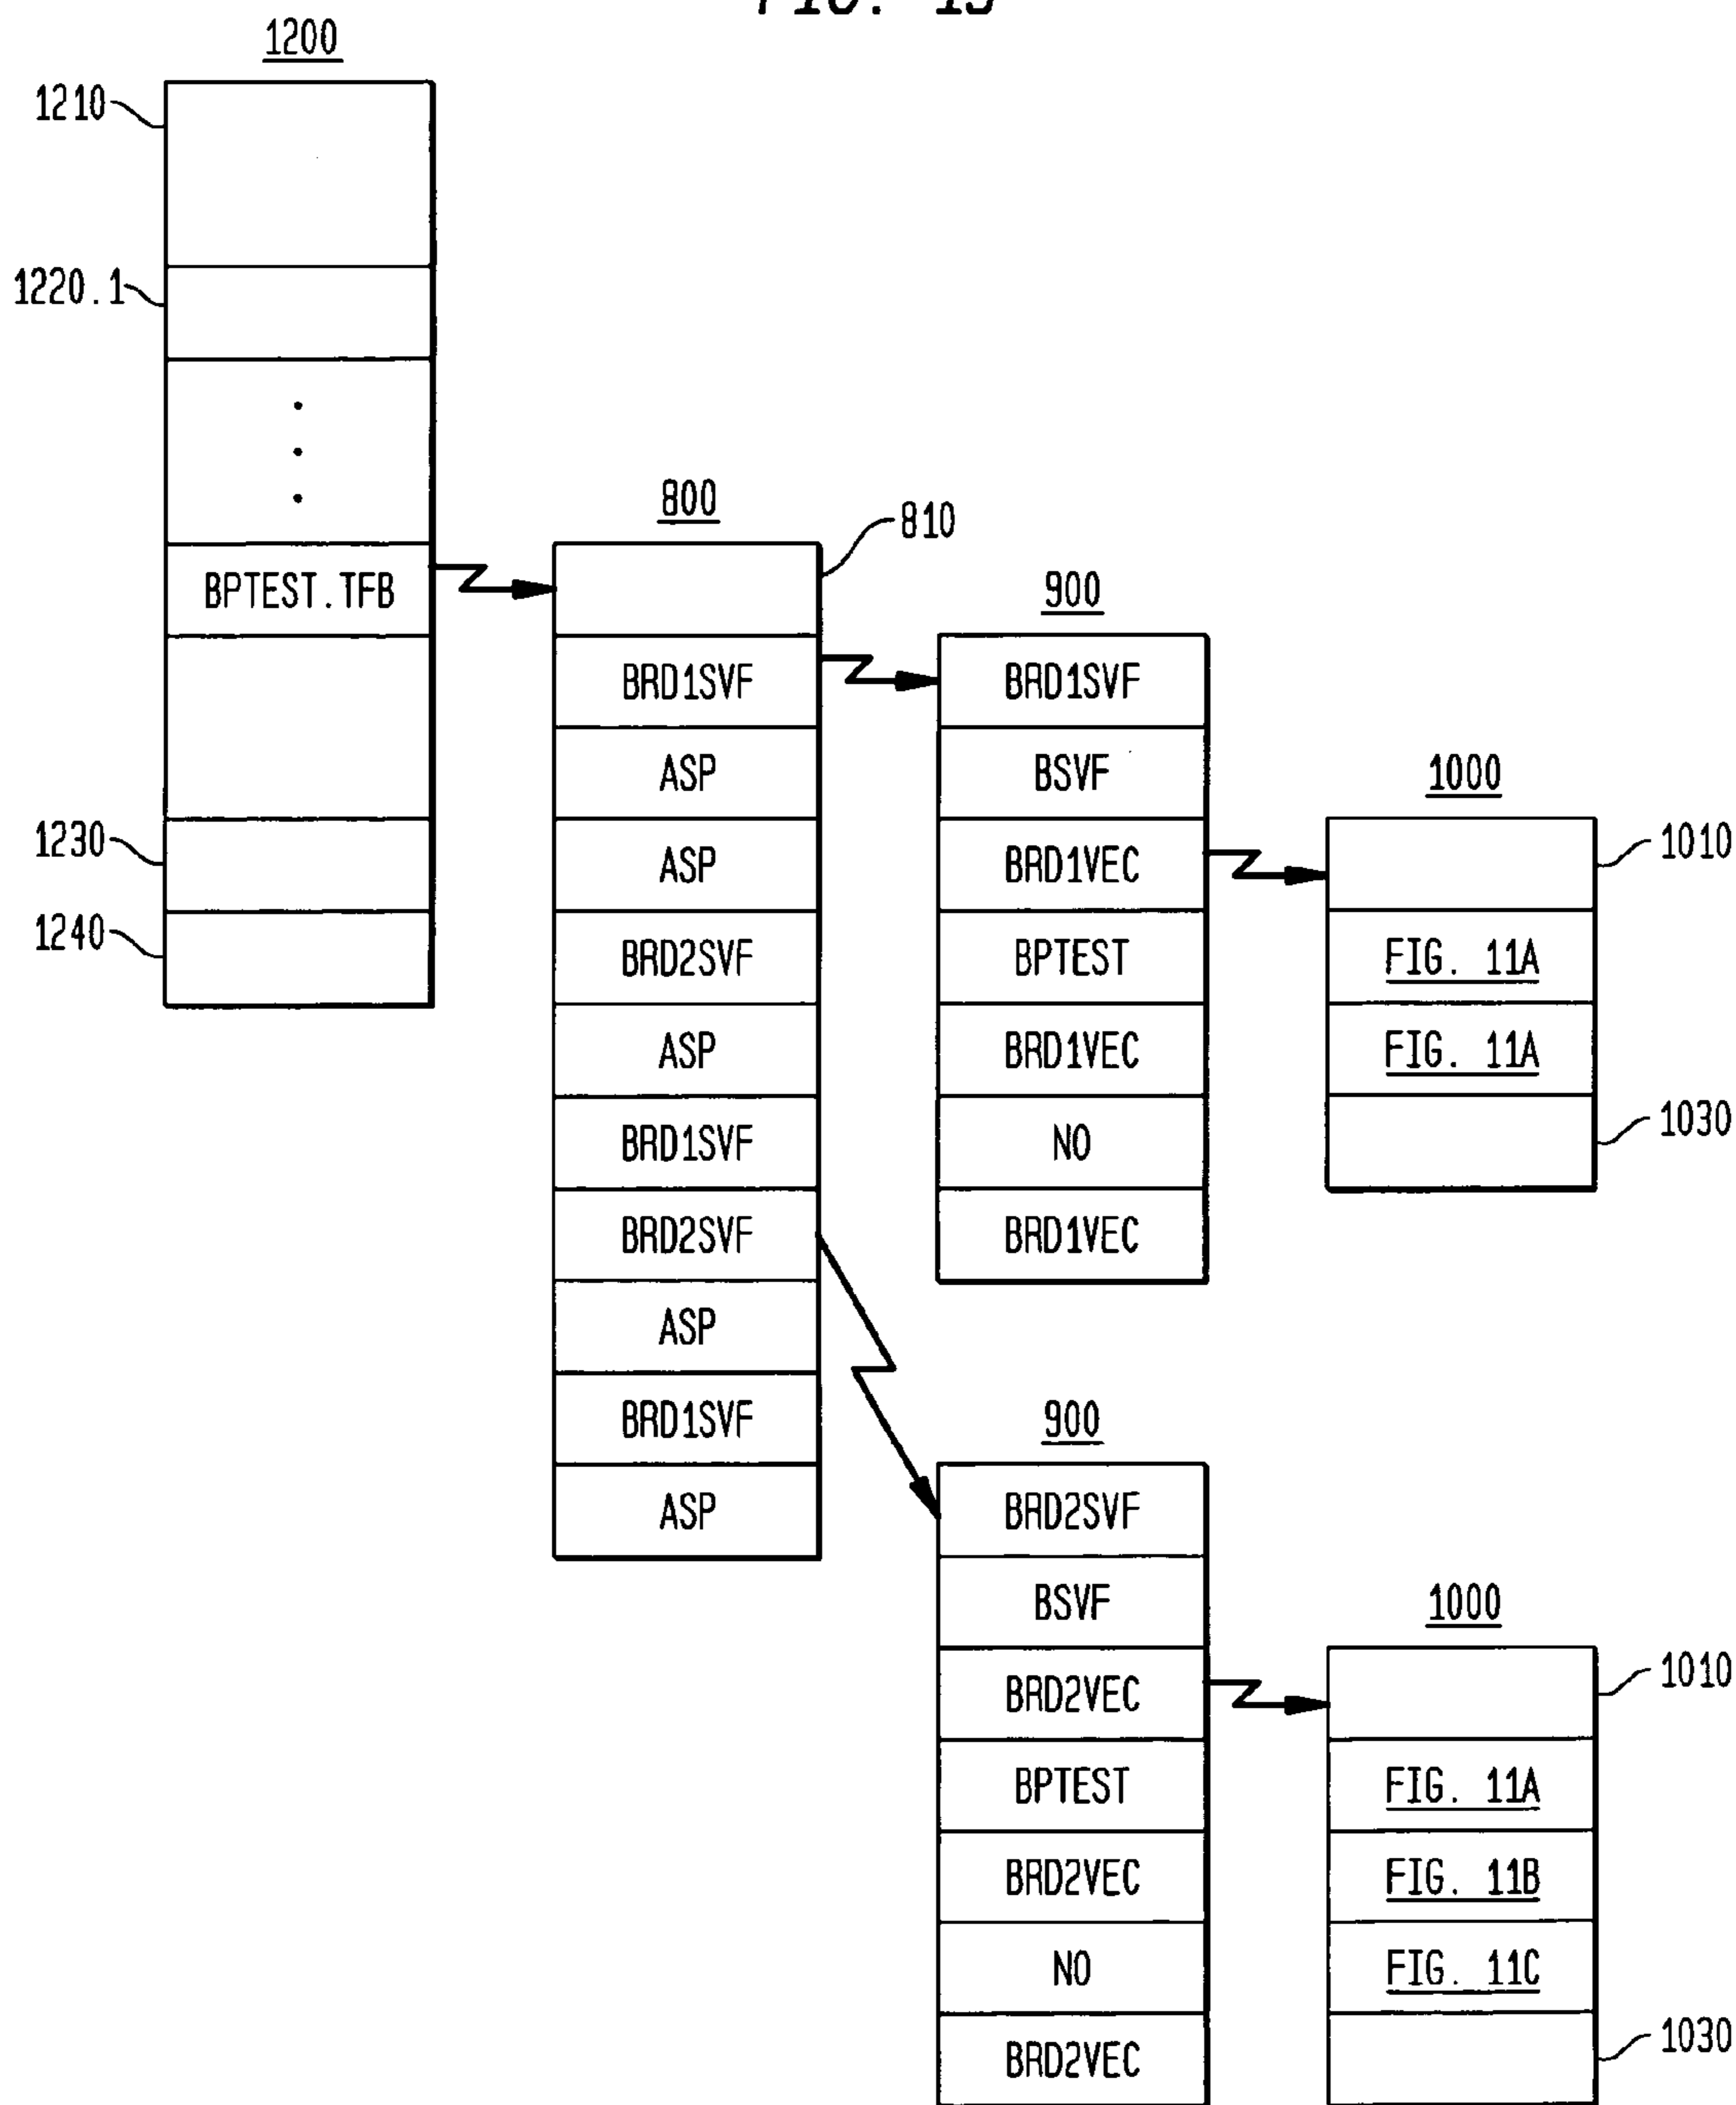 FIG. 13
1200
1210
1220.1
BPTEST.TFB
1230
1240
800
810
BRD1SVF
ASP
ASP
BRD2SVF
ASP
BRD1SVF
BRD2SVF
ASP
BRD1SVF
ASP
900
BRD1SVF
BSVF
BRD1VEC
BPTEST
BRD1VEC
NO
BRD1VEC
1000
1010
FIG. 11A
FIG. 11A
1030
900
BRD2SVF
BSVF
BRD2VEC
BPTEST
BRD2VEC
NO
BRD2VEC
1000
1010
FIG. 11A
FIG. 11B
FIG. 11C
1030